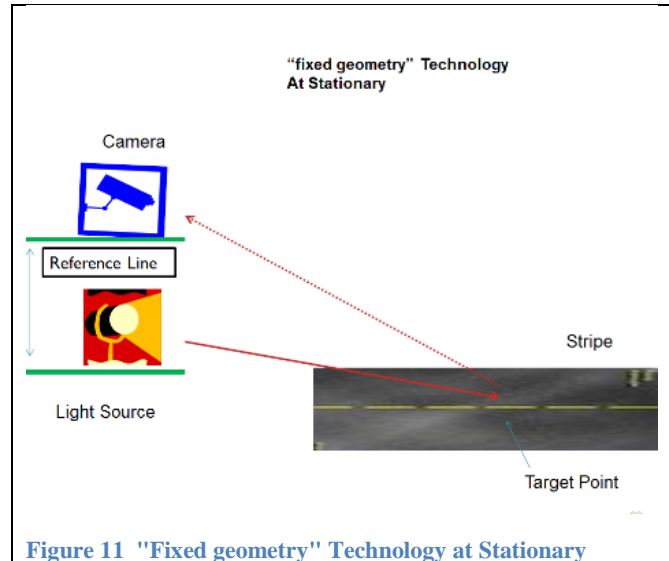 “fixed geometry” Technology
At Stationary
Camera
Reference Line
Stripe
Light Source
Target Point
Figure 11  "Fixed geometry" Technology at Stationary